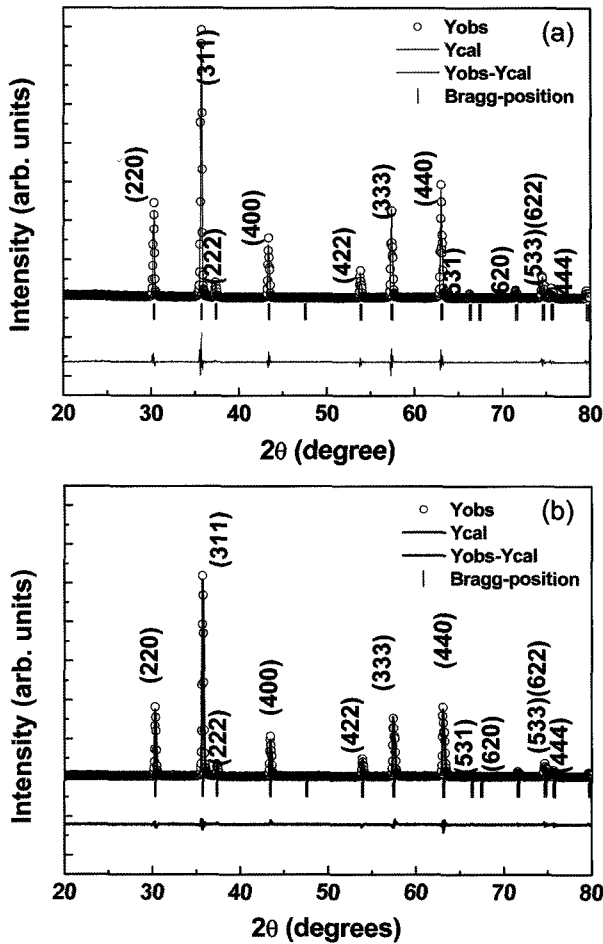 (a)
Yobs
Ycal
Yobs-Ycal
Bragg-position
(311)
(220)
(222)
(400)
(422)
(333)
(440)
(531)
(620)
(533)(622)
(444)
Intensity (arb. units)
20 30 40 50 60 70 80
2θ (degree)
(b)
Yobs
Ycal
Yobs-Ycal
Bragg-position
(311)
(220)
(222)
(400)
(422)
(333)
(440)
(531)
(620)
(533)(622)
(444)
Intensity (arb. units)
20 30 40 50 60 70 80
2θ (degrees)